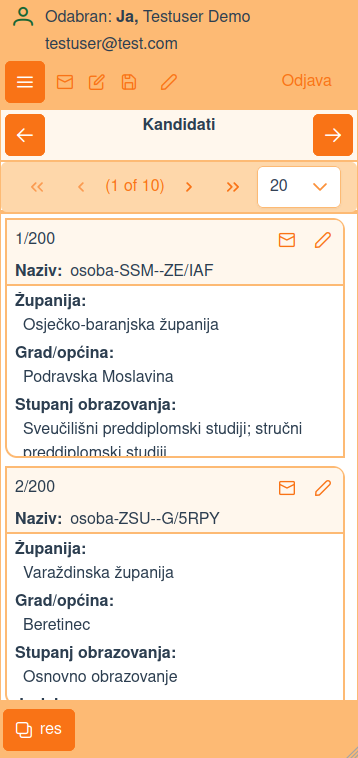 Odabran: Ja, Testuser Demo
testuser@test.com
Odjava
Kandidati
(1 of 10)
20
1/200
Naziv: osoba-SSM--ZE/IAF
Županija:
Osječko-baranjska županija
Grad/općina:
Podravska Moslavina
Stupanj obrazovanja:
Sveučilišni preddiplomski studiji; stručni
preddiplomski studiji
2/200
Naziv: osoba-ZSU--G/5RPY
Županija:
Varaždinska županija
Grad/općina:
Beretinec
Stupanj obrazovanja:
Osnovno obrazovanje
res